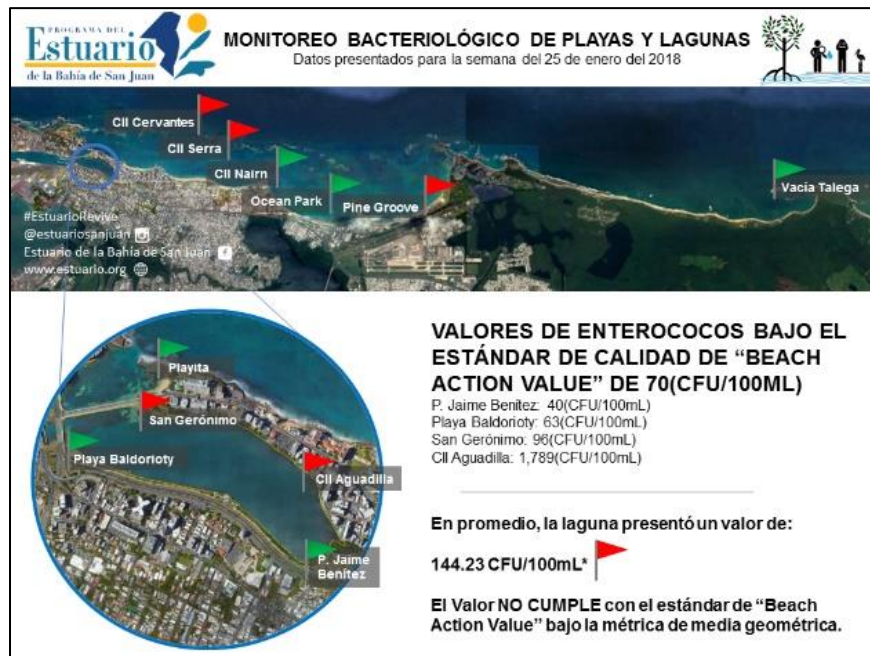 PROGRAMA DEL
Estuario
de la Bahía de San Juan
MONITOREO BACTERIOLÓGICO DE PLAYAS Y LAGUNAS
Datos presentados para la semana del 25 de enero del 2018
Cll Cervantes
Cll Serra
Cll Nairn
Ocean Park
Pine Groove
Vacía Talega
#EstuarioRevive
@estuariosanjuan
Estuario de la Bahía de San Juan
www.estuario.org
Playita
San Gerónimo
Playa Baldorioty
Cll Aguadilla
P. Jaime
Benítez
VALORES DE ENTEROCOCOS BAJO EL
ESTÁNDAR DE CALIDAD DE “BEACH
ACTION VALUE” DE 70(CFU/100ML)
P. Jaime Benítez: 40(CFU/100mL)
Playa Baldorioty: 63(CFU/100mL)
San Gerónimo: 96(CFU/100mL)
Cll Aguadilla: 1,789(CFU/100mL)
En promedio, la laguna presentó un valor de:
144.23 CFU/100mL*
El Valor NO CUMPLE con el estándar de “Beach
Action Value” bajo la métrica de media geométrica.